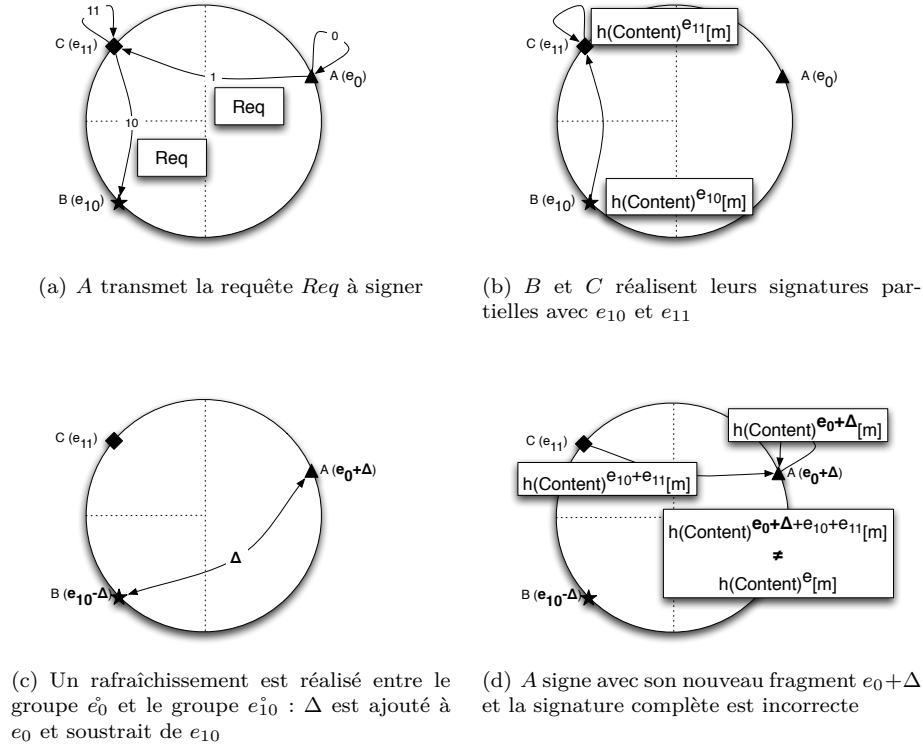 11
C (e11)
0
A (e0)
1
Req
10
Req
B (e10)
(a) A transmet la requête Req à signer
C (e11)
h(Content)e11[m]
A (e0)
B (e10)
h(Content)e10[m]
(b) B et C réalisent leurs signatures par-
tielles avec e10 et e11
C (e11)
A (e0+Δ)
Δ
B (e10-Δ)
(c) Un rafraîchissement est réalisé entre le
groupe e̊0 et le groupe e̊10 : Δ est ajouté à
e0 et soustrait de e10
h(Content)e0+Δ[m]
C (e11)
h(Content)e10+e11[m]
A (e0+Δ)
h(Content)e0+Δ+e10+e11[m]
≠
h(Content)e[m]
B (e10-Δ)
(d) A signe avec son nouveau fragment e0+Δ
et la signature complète est incorrecte